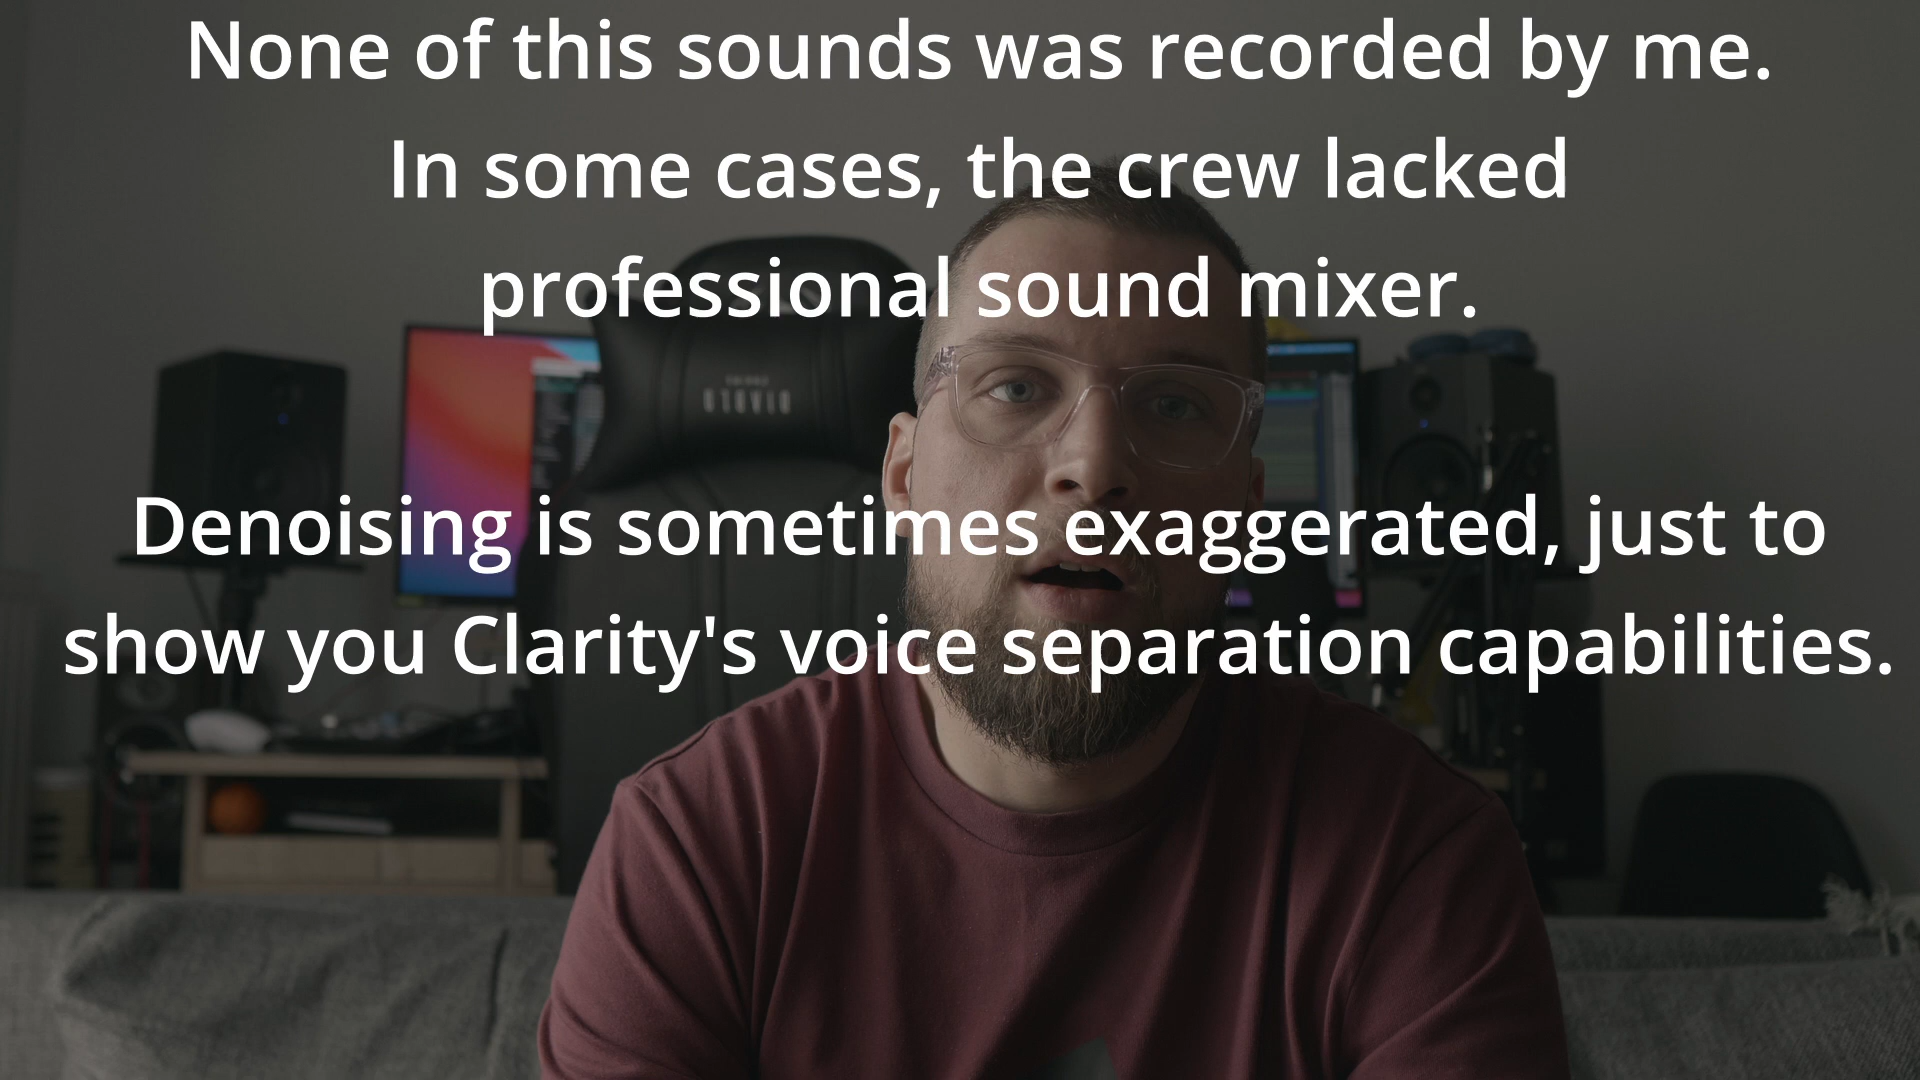 None of this sounds was recorded by me.
In some cases, the crew lacked
professional sound mixer.
Denoising is sometimes exaggerated, just to
show you Clarity's voice separation capabilities.